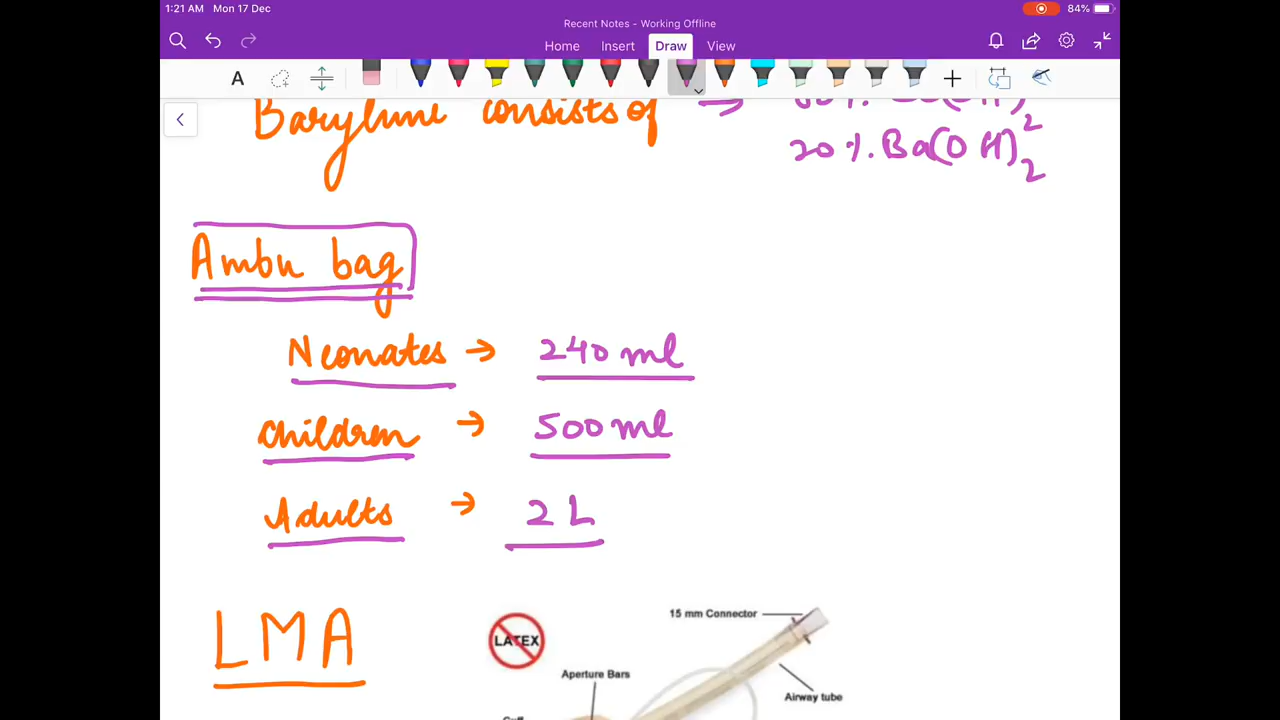 1:21 AM Mon 17 Dec
84%
Recent Notes - Working Offline
Home Insert Draw View
A
Barylime consists of →
20%. Ba(OH)2
Ambu bag
Neonates → 240 ml
Children → 500 ml
Adults → 2 L
LMA
LATEX
15 mm Connector
Aperture Bars
Airway tube